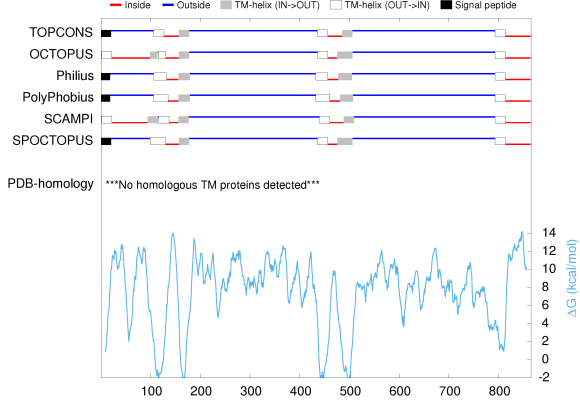 Inside Outside TM-helix (IN->OUT) TM-helix (OUT->IN) Signal peptide
TOPCONS
OCTOPUS
Philius
PolyPhobius
SCAMPI
SPOCTOPUS
PDB-homology ***No homologous TM proteins detected***
14
12
10
8
6
4
2
0
-2
ΔG (kcal/mol)
100 200 300 400 500 600 700 800